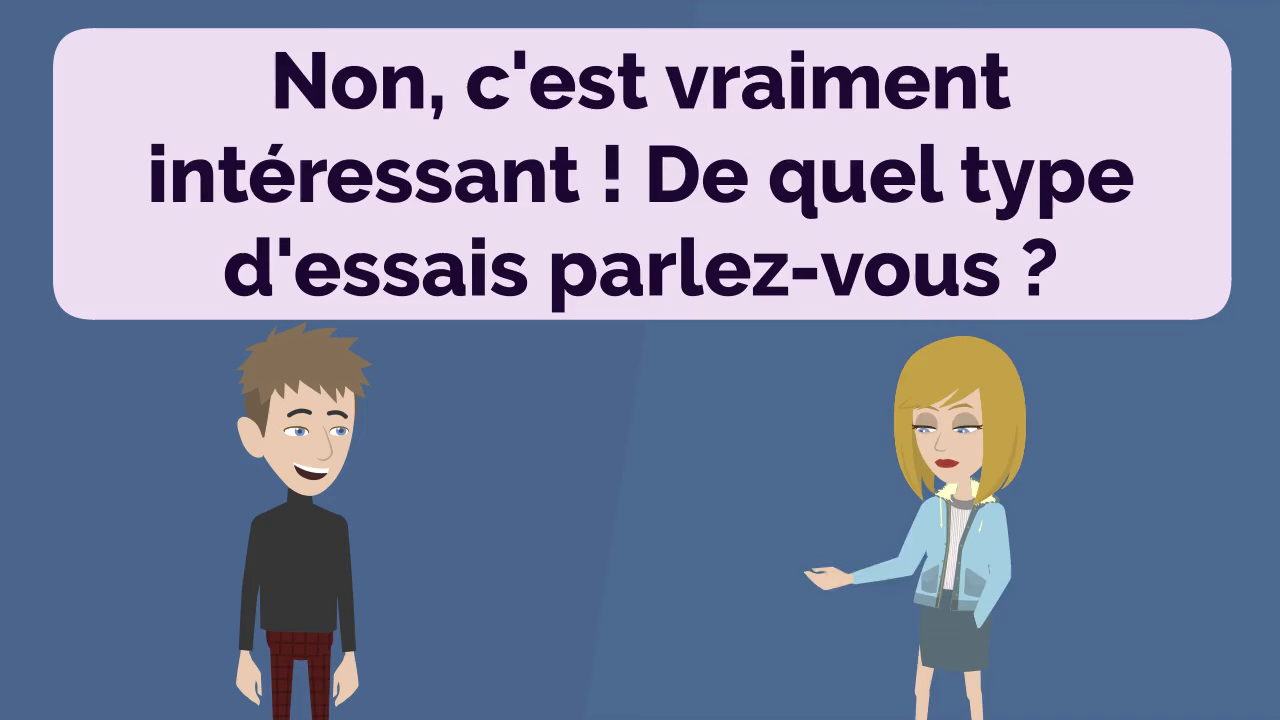 Non, c'est vraiment
intéressant ! De quel type
d'essais parlez-vous ?